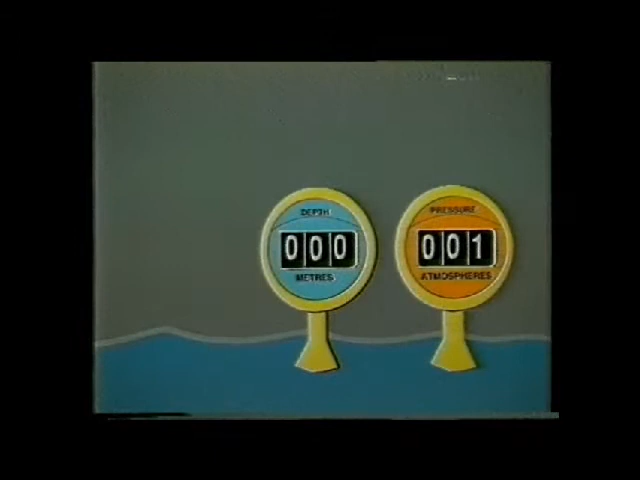 DEPTH
000
METRES
PRESSURE
001
ATMOSPHERES